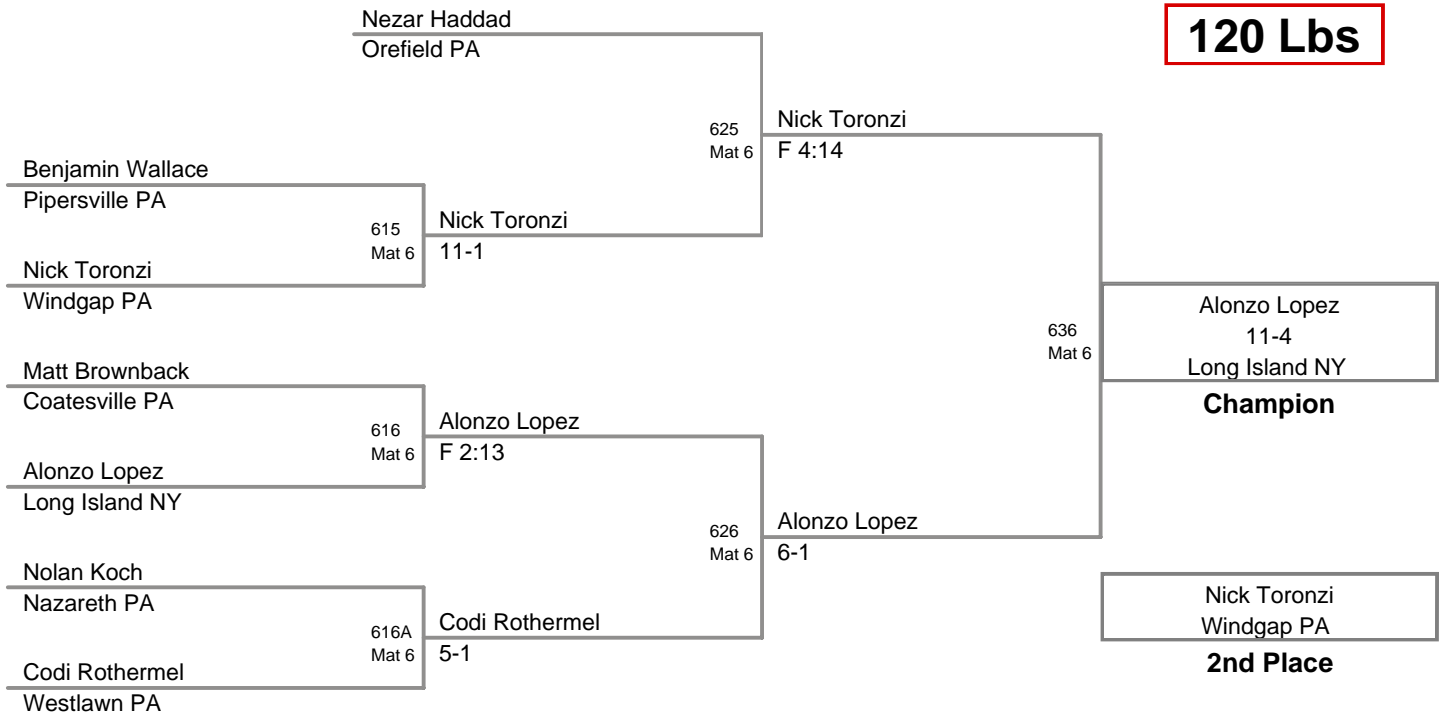 Nezar Haddad
Orefield PA
120 Lbs
625
Mat 6
Nick Toronzi
F 4:14
Benjamin Wallace
Pipersville PA
615
Mat 6
Nick Toronzi
11-1
Nick Toronzi
Windgap PA
636
Mat 6
Alonzo Lopez
11-4
Long Island NY
Champion
Matt Brownback
Coatesville PA
616
Mat 6
Alonzo Lopez
F 2:13
Alonzo Lopez
Long Island NY
626
Mat 6
Alonzo Lopez
6-1
Nolan Koch
Nazareth PA
616A
Mat 6
Codi Rothermel
5-1
Codi Rothermel
Westlawn PA
Nick Toronzi
Windgap PA
2nd Place